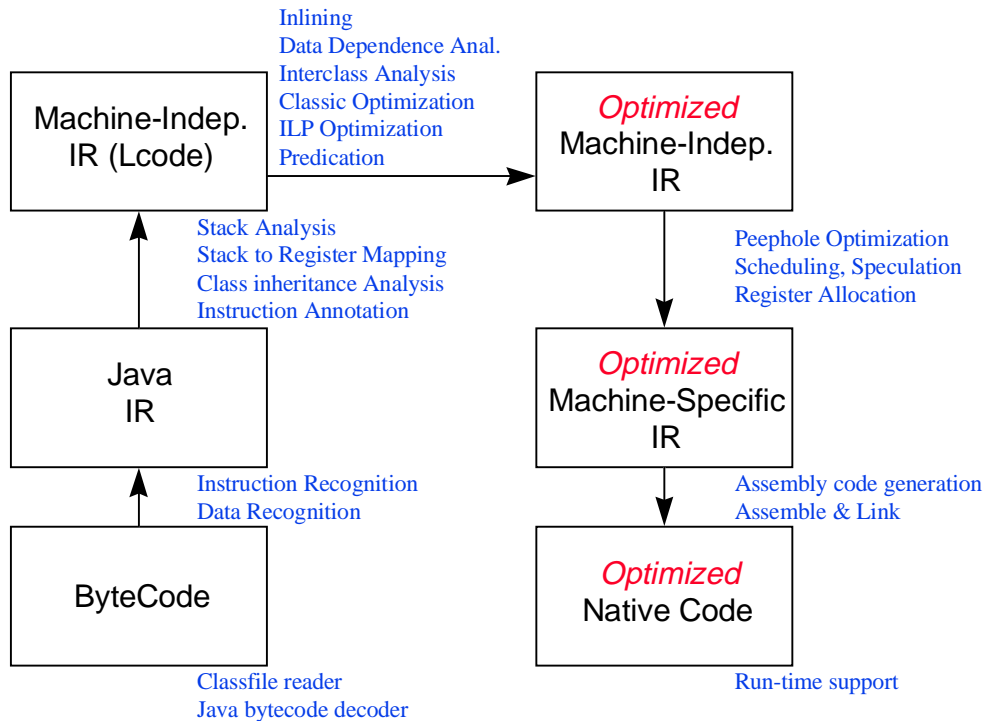 Inlining
Data Dependence Anal.
Interclass Analysis
Classic Optimization
ILP Optimization
Predication
Machine-Indep.
IR (Lcode)
Optimized
Machine-Indep.
IR
Stack Analysis
Stack to Register Mapping
Class inheritance Analysis
Instruction Annotation
Peephole Optimization
Scheduling, Speculation
Register Allocation
Java
IR
Optimized
Machine-Specific
IR
Instruction Recognition
Data Recognition
Assembly code generation
Assemble & Link
ByteCode
Optimized
Native Code
Classfile reader
Java bytecode decoder
Run-time support